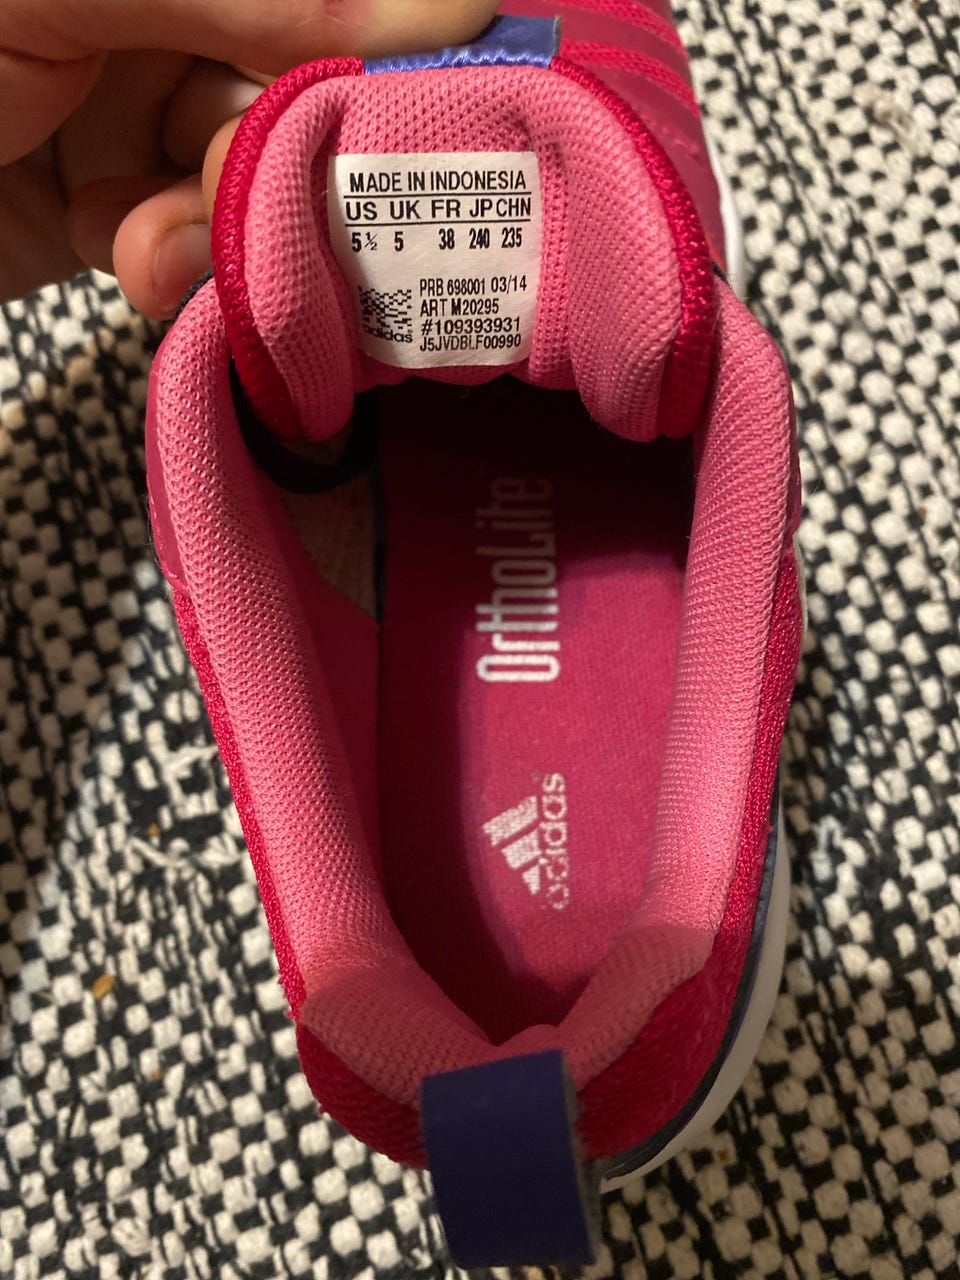 MADE IN INDONESIA
US UK FR JP CHN
5½ 5 38 240 235
PRB 698001 03/14
ART M20295
#109393931
J5JVDBLF00990
adidas
OrthoLite
adidas